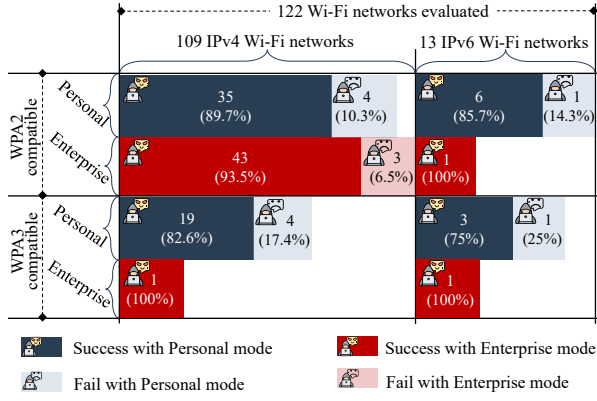 122 Wi-Fi networks evaluated
109 IPv4 Wi-Fi networks
13 IPv6 Wi-Fi networks
WPA2
compatible
Personal
35
(89.7%)
4
(10.3%)
6
(85.7%)
1
(14.3%)
Enterprise
43
(93.5%)
3
(6.5%)
1
(100%)
WPA3
compatible
Personal
19
(82.6%)
4
(17.4%)
3
(75%)
1
(25%)
Enterprise
1
(100%)
1
(100%)
Success with Personal mode
Success with Enterprise mode
Fail with Personal mode
Fail with Enterprise mode